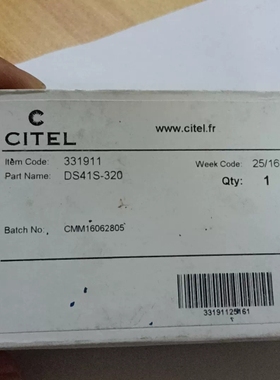 C
CITEL
www.citel.fr
Item Code: 331911
Week Code: 25/16
Part Name: DS41S-320
Qty: 1
Batch No: CMM16062805
33191125161